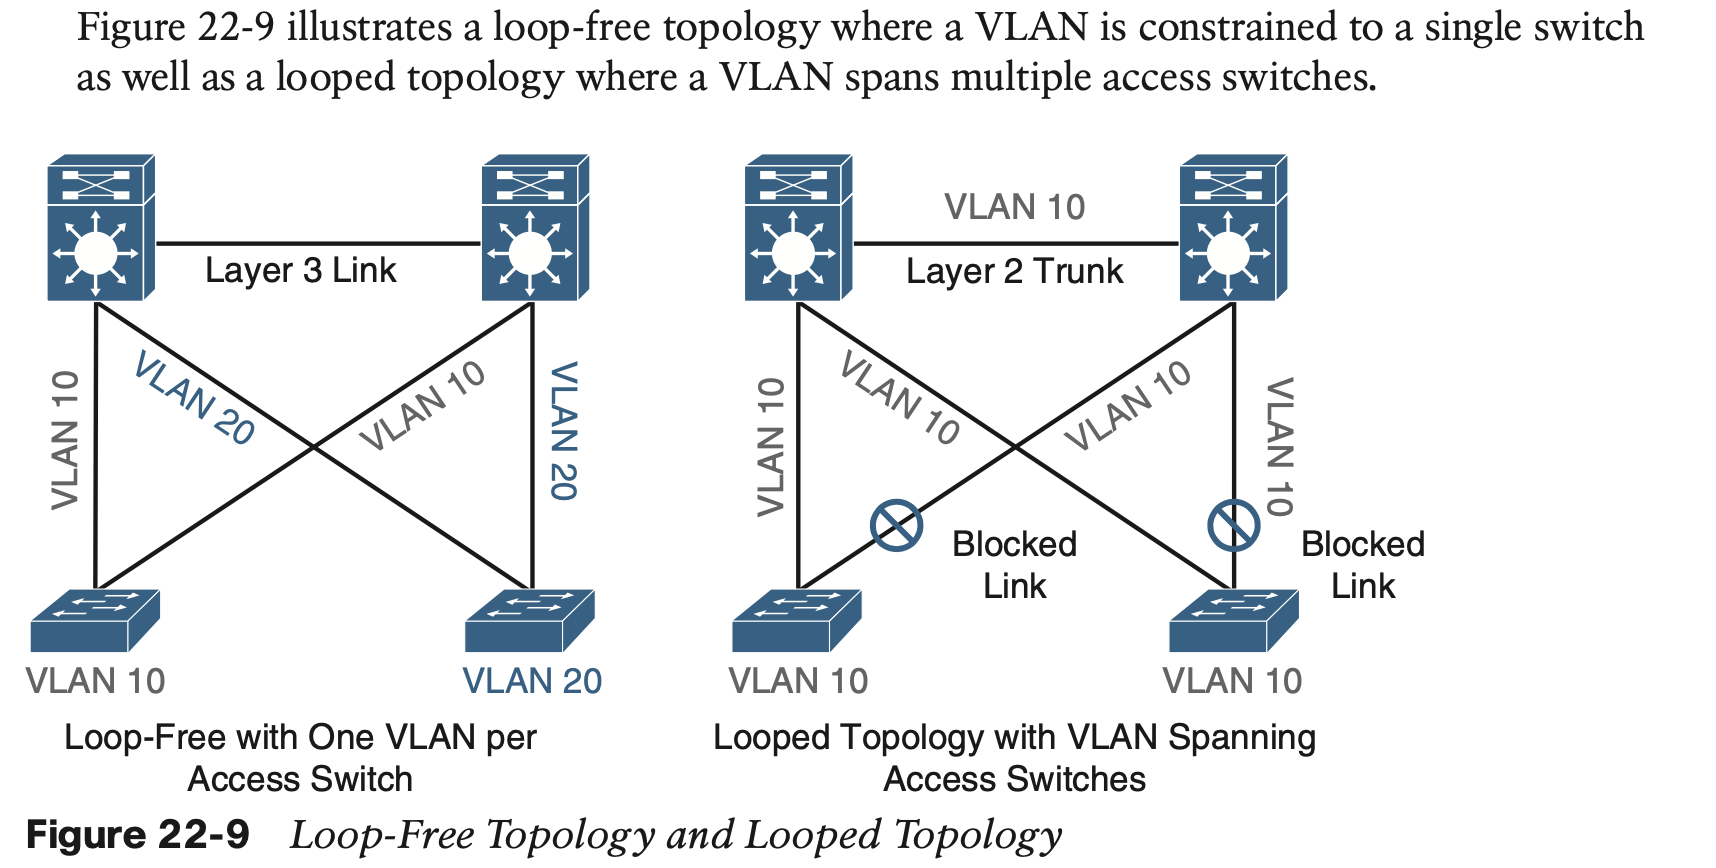 Figure 22-9 illustrates a loop-free topology where a VLAN is constrained to a single switch
as well as a looped topology where a VLAN spans multiple access switches.
Layer 3 Link
VLAN 10
VLAN 20
VLAN 10
VLAN 20
VLAN 10
VLAN 20
Loop-Free with One VLAN per
Access Switch
VLAN 10
Layer 2 Trunk
VLAN 10
VLAN 10
VLAN 10
VLAN 10
Blocked
Link
Blocked
Link
VLAN 10
VLAN 10
Looped Topology with VLAN Spanning
Access Switches
Figure 22-9 Loop-Free Topology and Looped Topology